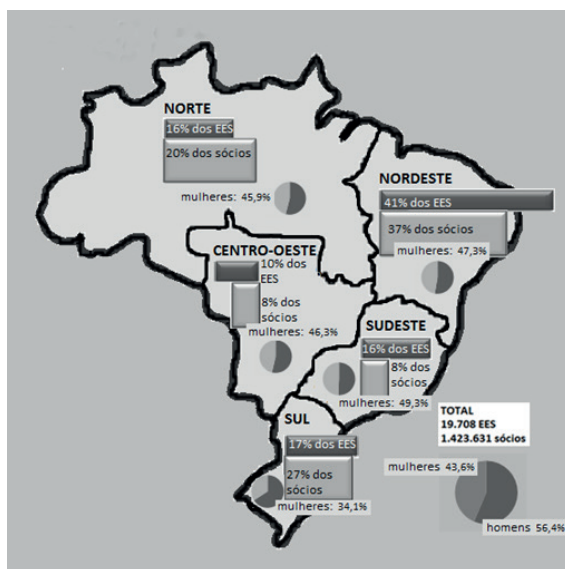 NORTE
16% dos EES
20% dos sócios
mulheres: 45,9%
NORDESTE
41% dos EES
37% dos sócios
mulheres: 47,3%
CENTRO-OESTE
10% dos
EES
8% dos
sócios
mulheres: 46,3%
SUDESTE
16% dos EES
8% dos
sócios
mulheres: 49,3%
SUL
17% dos EES
27% dos
sócios
mulheres: 34,1%
TOTAL
19.708 EES
1.423.631 sócios
mulheres 43,6%
homens 56,4%